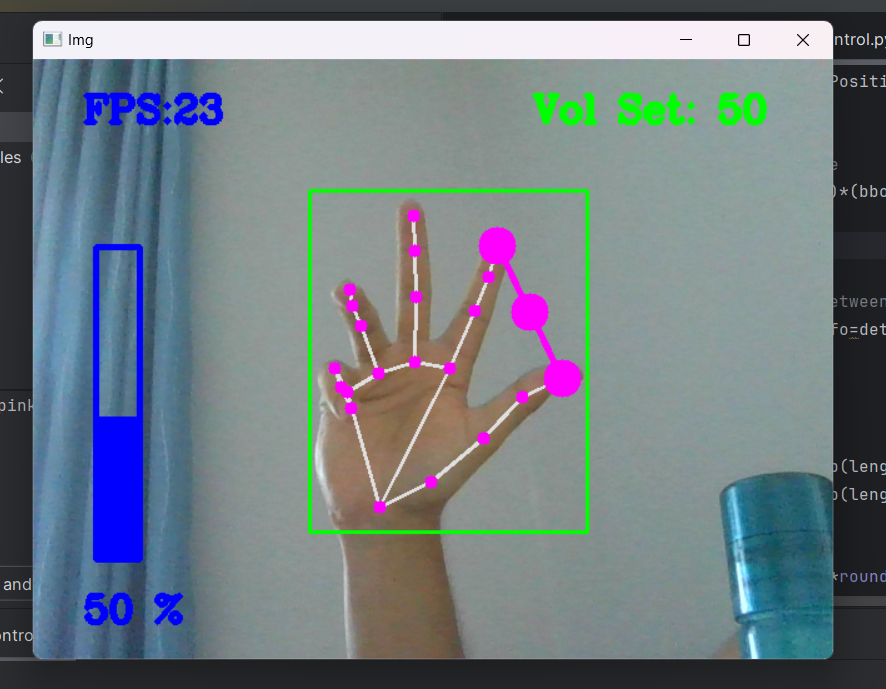 Img
ntrol.py
Positi
les
)*(bbo
FPS:23
Vol Set: 50
etween
fo=det
pink
p(leng
p(leng
*round
and
50 %
ontro